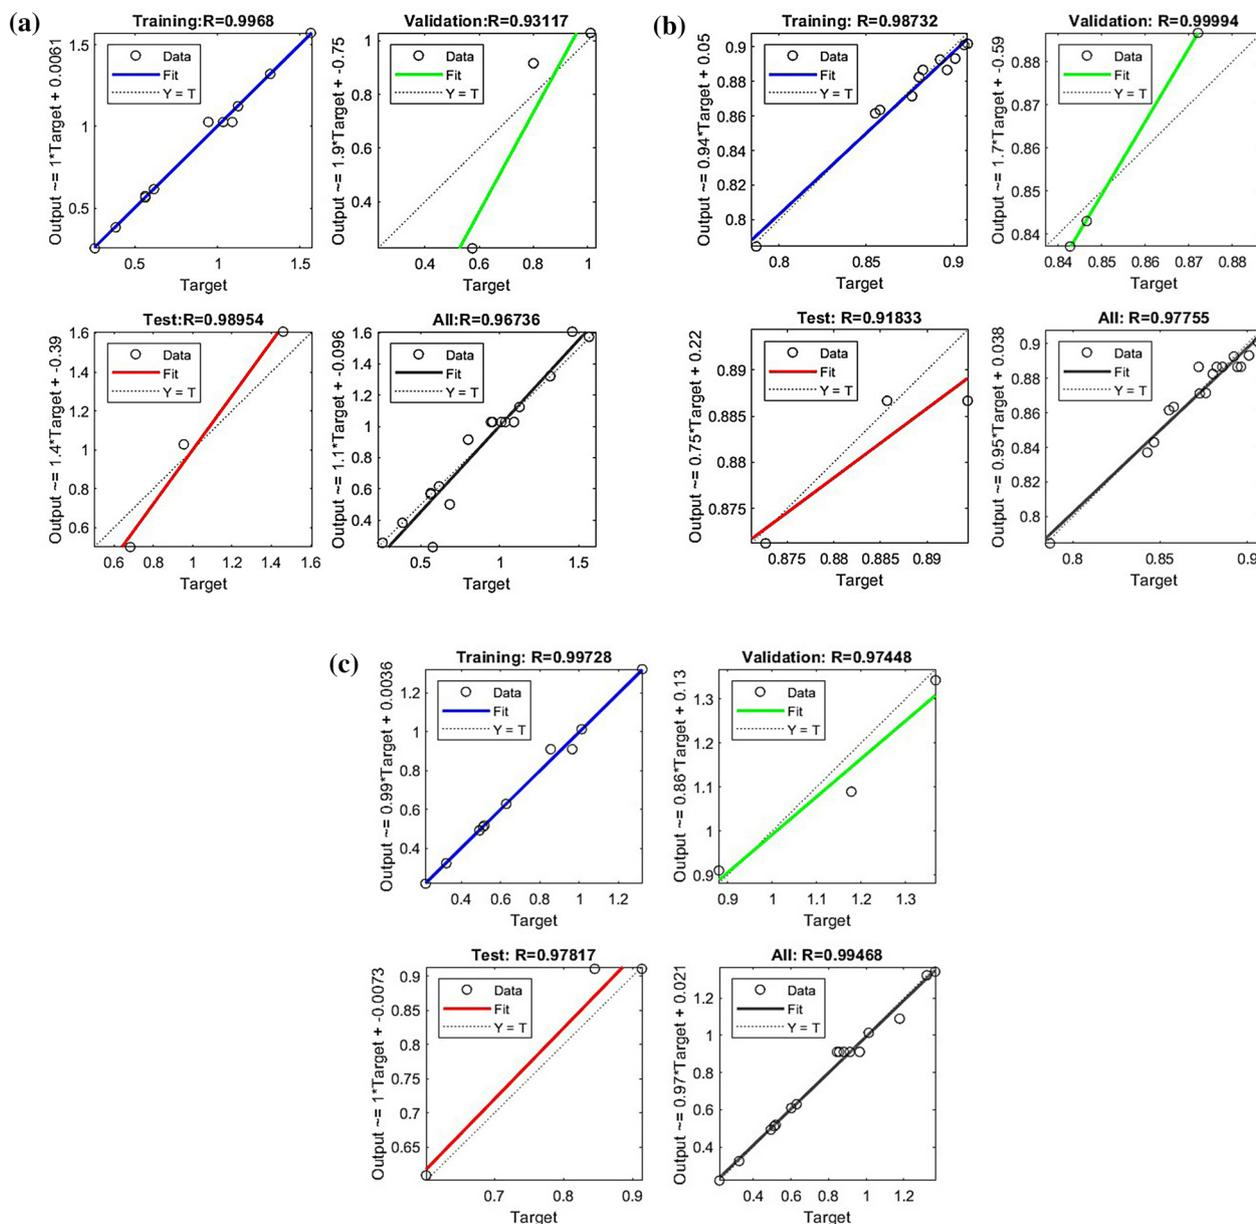 (a)
Training:R=0.9968
Output ~= 1*Target + 0.0061
Data
Fit
Y = T
1.5
1
0.5
0.5 1 1.5
Target
Validation:R=0.93117
Output ~= 1.9*Target + -0.75
Data
Fit
Y = T
1
0.8
0.6
0.4
0.4 0.6 0.8 1
Target
Test:R=0.98954
Output ~= 1.4*Target + -0.39
Data
Fit
Y = T
1.6
1.4
1.2
1
0.8
0.6
0.6 0.8 1 1.2 1.4 1.6
Target
All:R=0.96736
Output ~= 1.1*Target + -0.096
Data
Fit
Y = T
1.6
1.4
1.2
1
0.8
0.6
0.4
0.5 1 1.5
Target
(b)
Training: R=0.98732
Output ~= 0.94*Target + 0.05
Data
Fit
Y = T
0.9
0.88
0.86
0.84
0.82
0.8
0.8 0.85 0.9
Target
Validation: R=0.99994
Output ~= 1.7*Target + -0.59
Data
Fit
Y = T
0.88
0.87
0.86
0.85
0.84
0.84 0.85 0.86 0.87 0.88
Target
Test: R=0.91833
Output ~= 0.75*Target + 0.22
Data
Fit
Y = T
0.89
0.885
0.88
0.875
0.875 0.88 0.885 0.89
Target
All: R=0.97755
Output ~= 0.95*Target + 0.038
Data
Fit
Y = T
0.9
0.88
0.86
0.84
0.82
0.8
0.8 0.85 0.9
Target
(c)
Training: R=0.99728
Output ~= 0.99*Target + 0.0036
Data
Fit
Y = T
1.2
1
0.8
0.6
0.4
0.4 0.6 0.8 1 1.2
Target
Validation: R=0.97448
Output ~= 0.86*Target + 0.13
Data
Fit
Y = T
1.3
1.2
1.1
1
0.9
0.9 1 1.1 1.2 1.3
Target
Test: R=0.97817
Output ~= 1*Target + -0.0073
Data
Fit
Y = T
0.9
0.85
0.8
0.75
0.7
0.65
0.7 0.8 0.9
Target
All: R=0.99468
Output ~= 0.97*Target + 0.021
Data
Fit
Y = T
1.2
1
0.8
0.6
0.4
0.4 0.6 0.8 1 1.2
Target